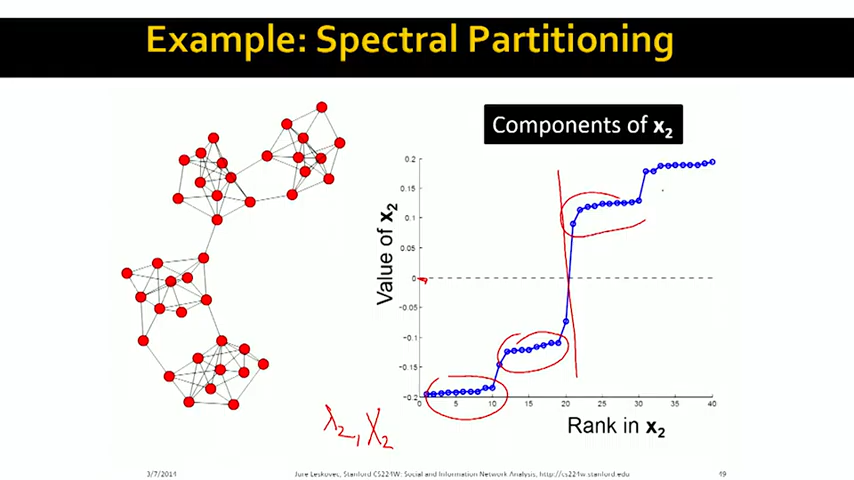 Example: Spectral Partitioning
Components of x2
Value of x2
0.2
0.15
0.1
0.05
0
−0.05
−0.1
−0.15
−0.2
0 5 10 15 20 25 30 35 40
Rank in x2
λ2, X2
3/7/2014 Jure Leskovec, Stanford CS224W: Social and Information Network Analysis, http://cs224w.stanford.edu 49